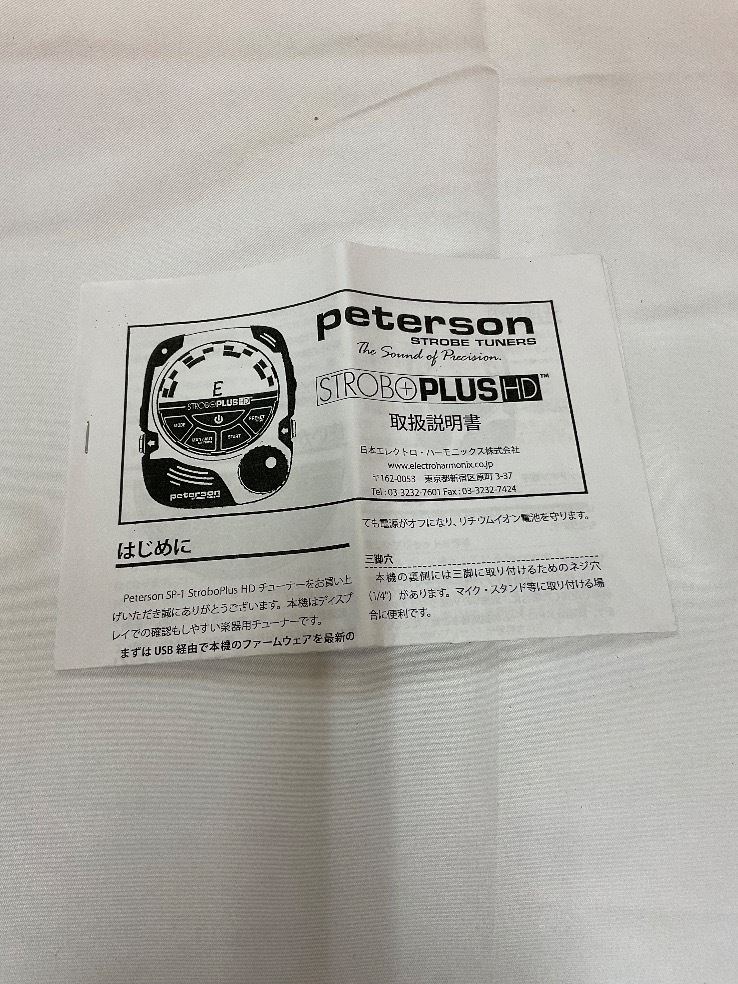 peterson
STROBE TUNERS
The Sound of Precision.
STROBO PLUS HD™
取扱説明書
日本エレクトロ・ハーモニックス株式会社
www.electroharmonix.co.jp
〒162-0053 東京都新宿区原町 3-37
Tel : 03-3232-7601 Fax : 03-3232-7424
E
STROBO PLUS HD
MODE
START
peterson
はじめに
Peterson SP-1 StroboPlus HD チューナーをお買い上
げいただき誠にありがとうございます。本機はディスプ
レイでの確認もしやすい楽器用チューナーです。
まずは USB 経由で本機のファームウェアを最新の
ても電源がオフになり、リチウムイオン電池を守ります。
三脚穴
本機の裏側には三脚に取り付けるためのネジ穴
(1/4") があります。マイク・スタンド等に取り付ける場
合に便利です。